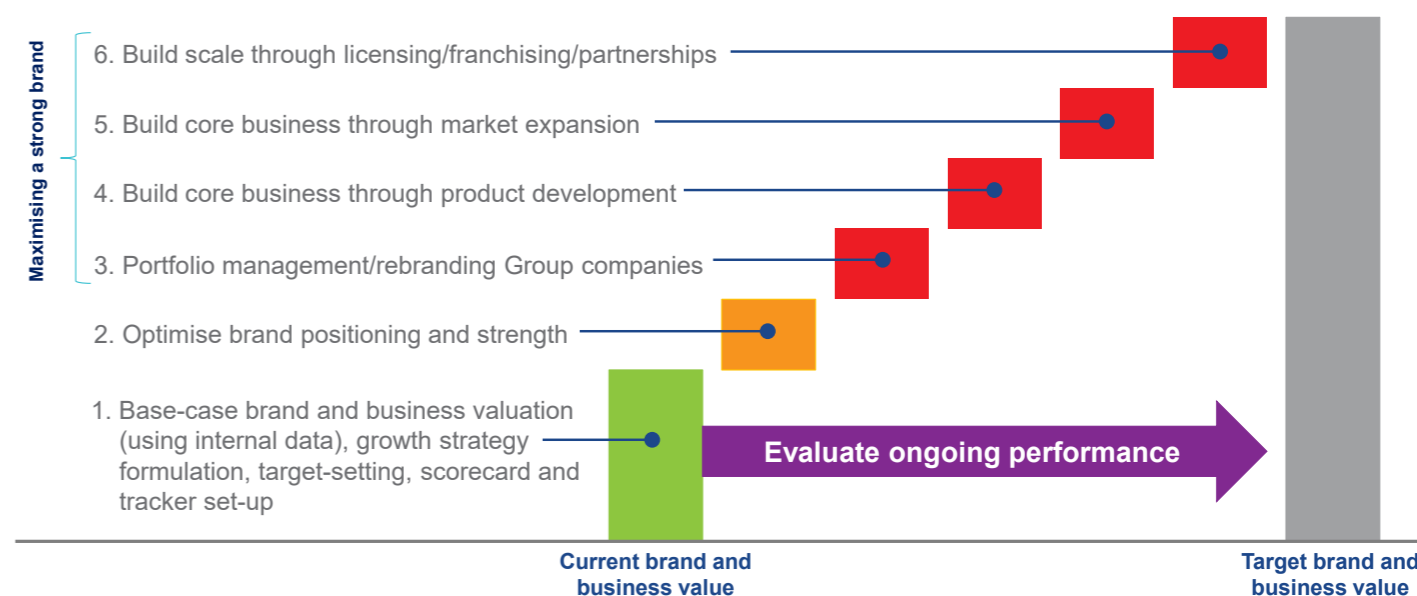 Maximising a strong brand
6. Build scale through licensing/franchising/partnerships
5. Build core business through market expansion
4. Build core business through product development
3. Portfolio management/rebranding Group companies
2. Optimise brand positioning and strength
1. Base-case brand and business valuation
(using internal data), growth strategy
formulation, target-setting, scorecard and
tracker set-up
Evaluate ongoing performance
Current brand and
business value
Target brand and
business value